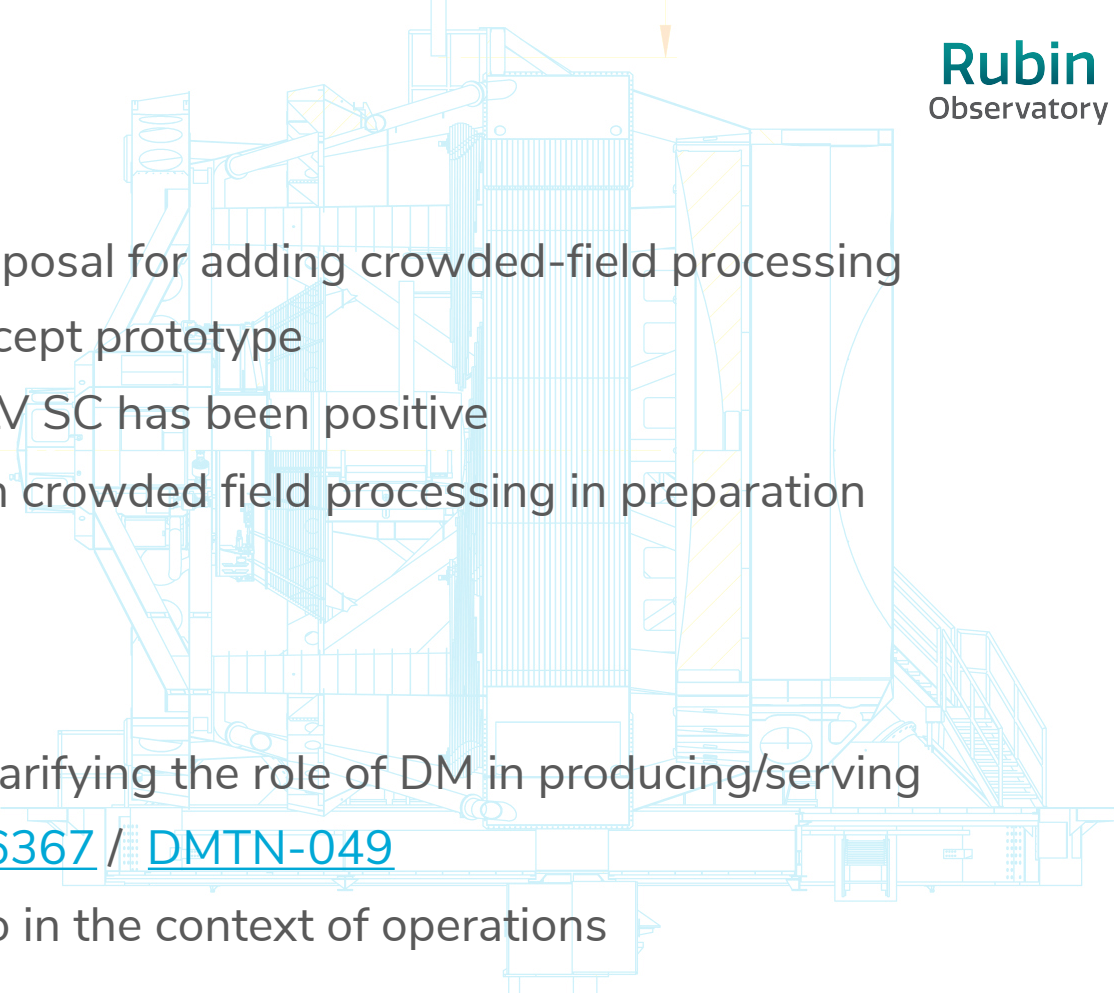 Rubin
Observatory
posal for adding crowded-field processing
cept prototype
V SC has been positive
crowded field processing in preparation
arifying the role of DM in producing/serving
6367 / DMTN-049
in the context of operations